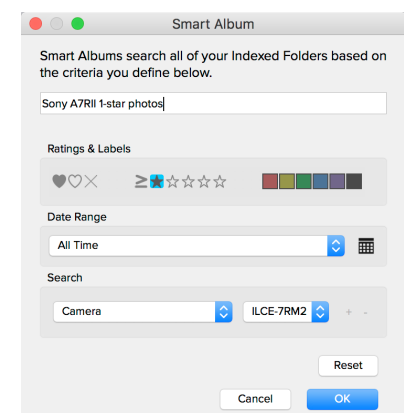 Smart Album
Smart Albums search all of your Indexed Folders based on
the criteria you define below.
Sony A7RII 1-star photos
Ratings & Labels
≥
Date Range
All Time
Search
Camera ILCE-7RM2 + -
Reset
Cancel OK